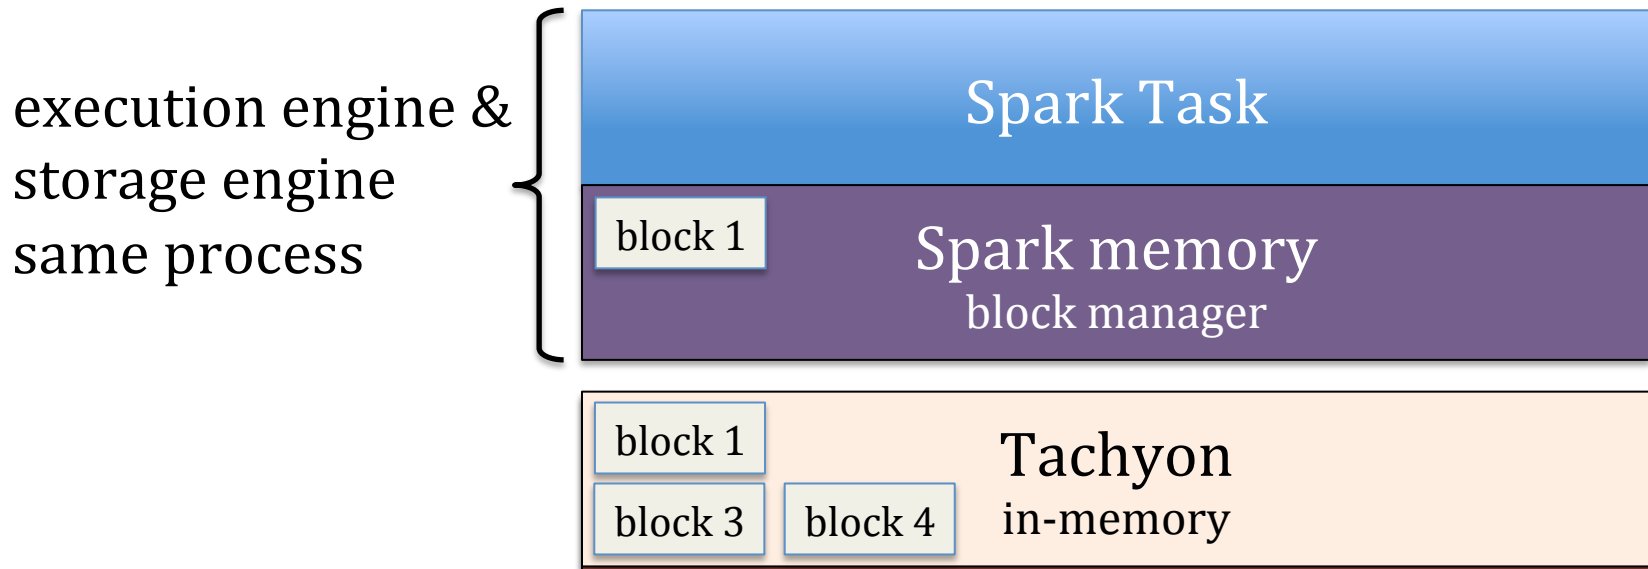 execution engine &
storage engine
same process
Spark Task
block 1
Spark memory
block manager
block 1
Tachyon
block 3
block 4
in-memory